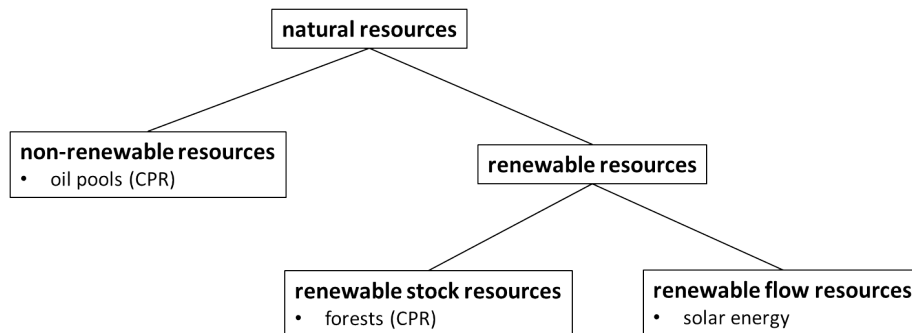 natural resources
non-renewable resources
• oil pools (CPR)
renewable resources
renewable stock resources
• forests (CPR)
renewable flow resources
• solar energy